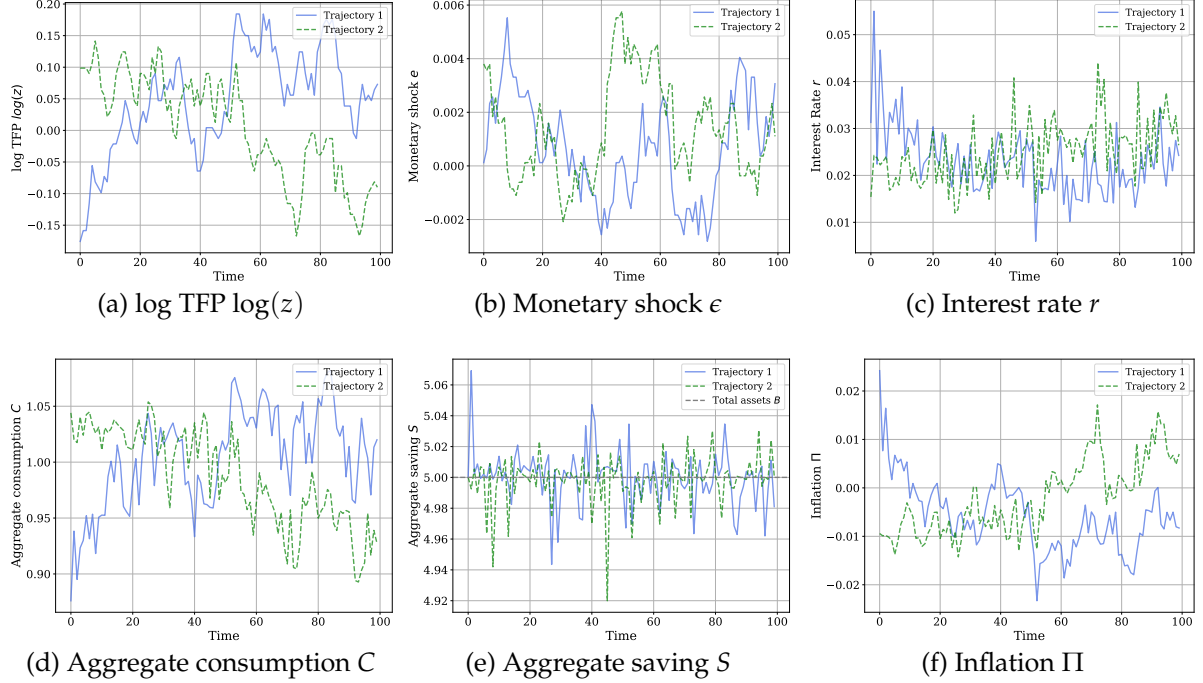 0.20
0.15
0.10
0.05
0.00
−0.05
−0.10
−0.15
log TFP log(z)
Trajectory 1
Trajectory 2
0 20 40 60 80 100
Time
(a) log TFP log(z)
0.006
0.004
0.002
0.000
−0.002
Monetary shock e
Trajectory 1
Trajectory 2
0 20 40 60 80 100
Time
(b) Monetary shock ϵ
0.05
0.04
0.03
0.02
0.01
Interest Rate r
Trajectory 1
Trajectory 2
0 20 40 60 80 100
Time
(c) Interest rate r
1.05
1.00
0.95
0.90
Aggregate consumption C
Trajectory 1
Trajectory 2
0 20 40 60 80 100
Time
(d) Aggregate consumption C
5.06
5.04
5.02
5.00
4.98
4.96
4.94
4.92
Aggregate saving S
Trajectory 1
Trajectory 2
Total assets B
0 20 40 60 80 100
Time
(e) Aggregate saving S
0.02
0.01
0.00
−0.01
−0.02
Inflation Π
Trajectory 1
Trajectory 2
0 20 40 60 80 100
Time
(f) Inflation Π